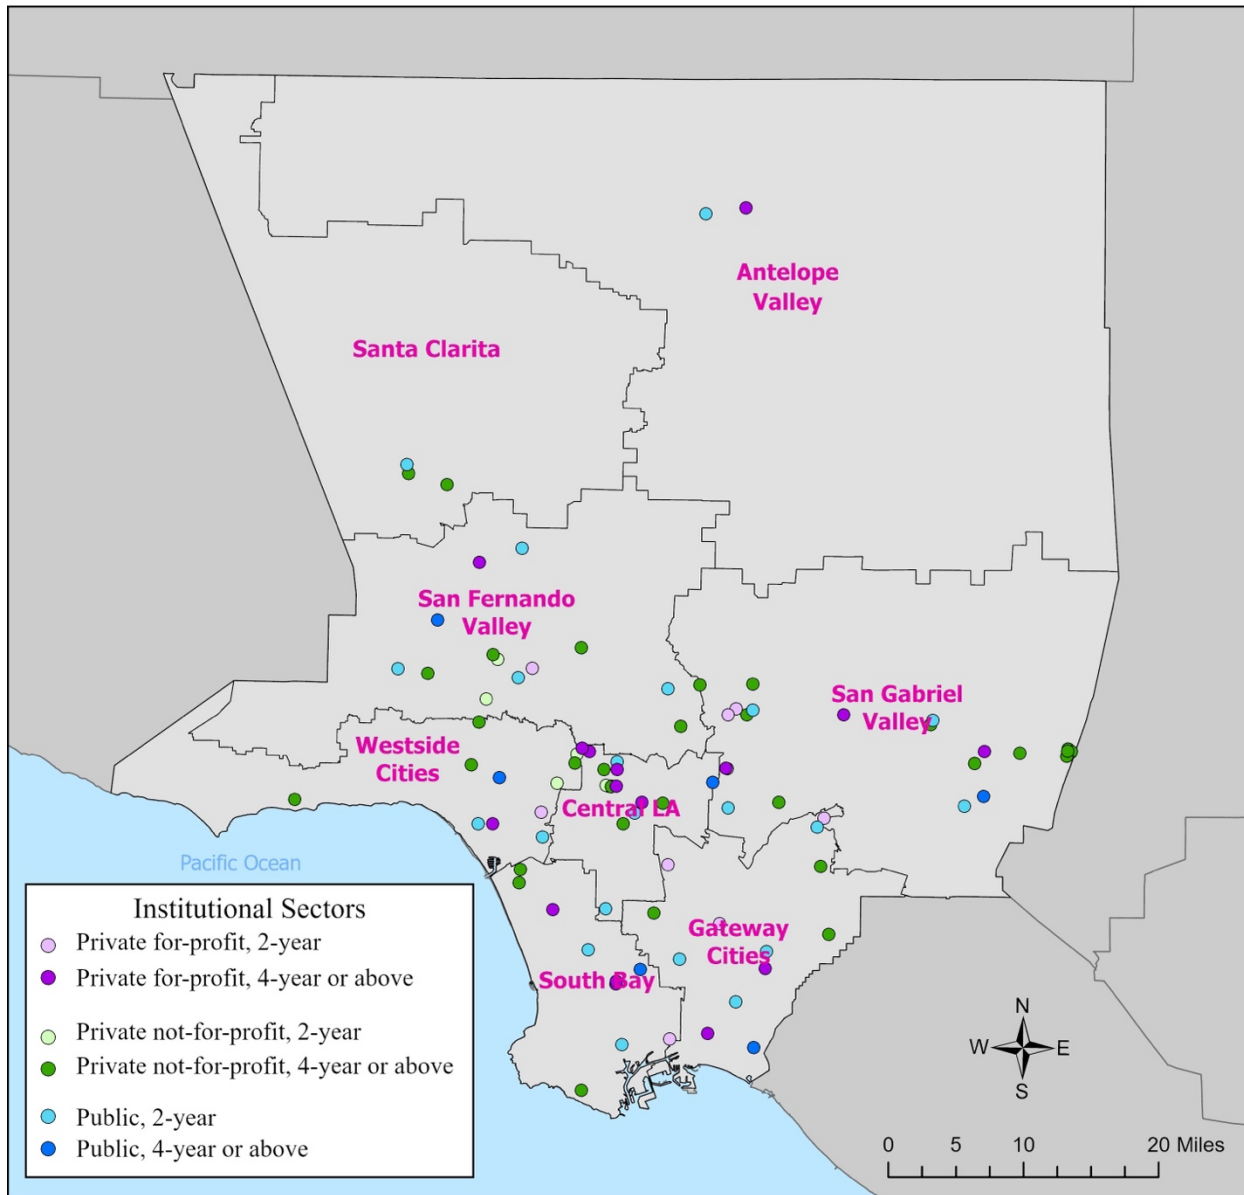 Antelope
Valley
Santa Clarita
San Fernando
Valley
San Gabriel
Valley
Westside
Cities
Central LA
Pacific Ocean
Gateway
Cities
South Bay
Institutional Sectors
Private for-profit, 2-year
Private for-profit, 4-year or above
Private not-for-profit, 2-year
Private not-for-profit, 4-year or above
Public, 2-year
Public, 4-year or above
N
W E
S
0 5 10 20 Miles